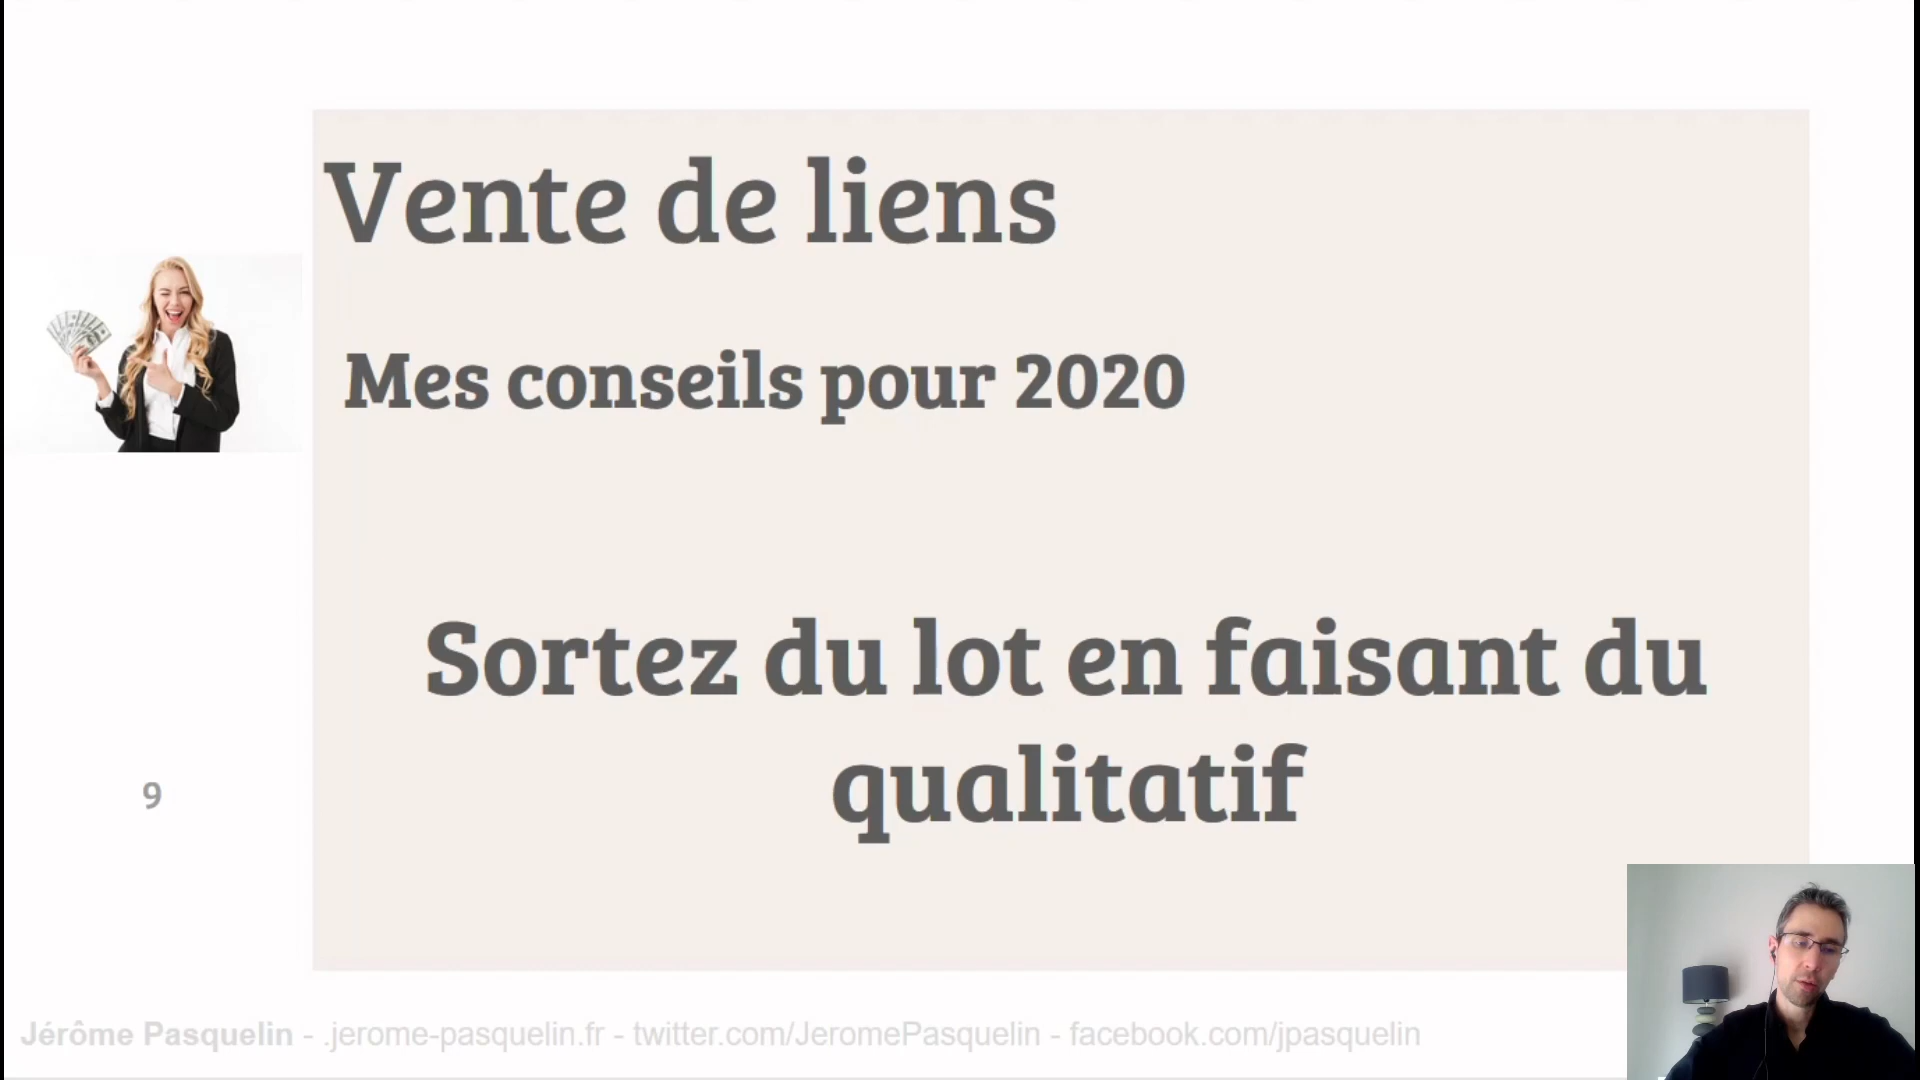 Vente de liens
Mes conseils pour 2020
Sortez du lot en faisant du
qualitatif
9
Jérôme Pasquelin - .jerome-pasquelin.fr - twitter.com/JeromePasquelin - facebook.com/jpasquelin